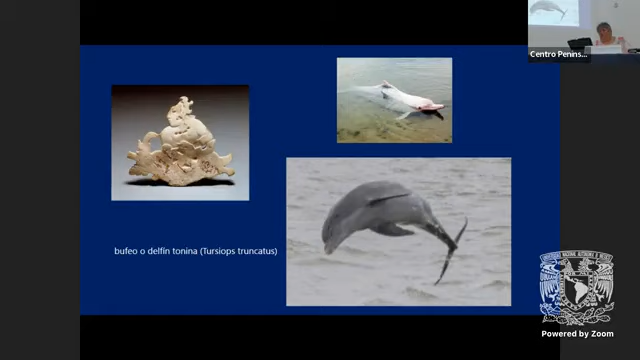 Centro Penins...
bufeo o delfín tonina (Tursiops truncatus)
Powered by Zoom